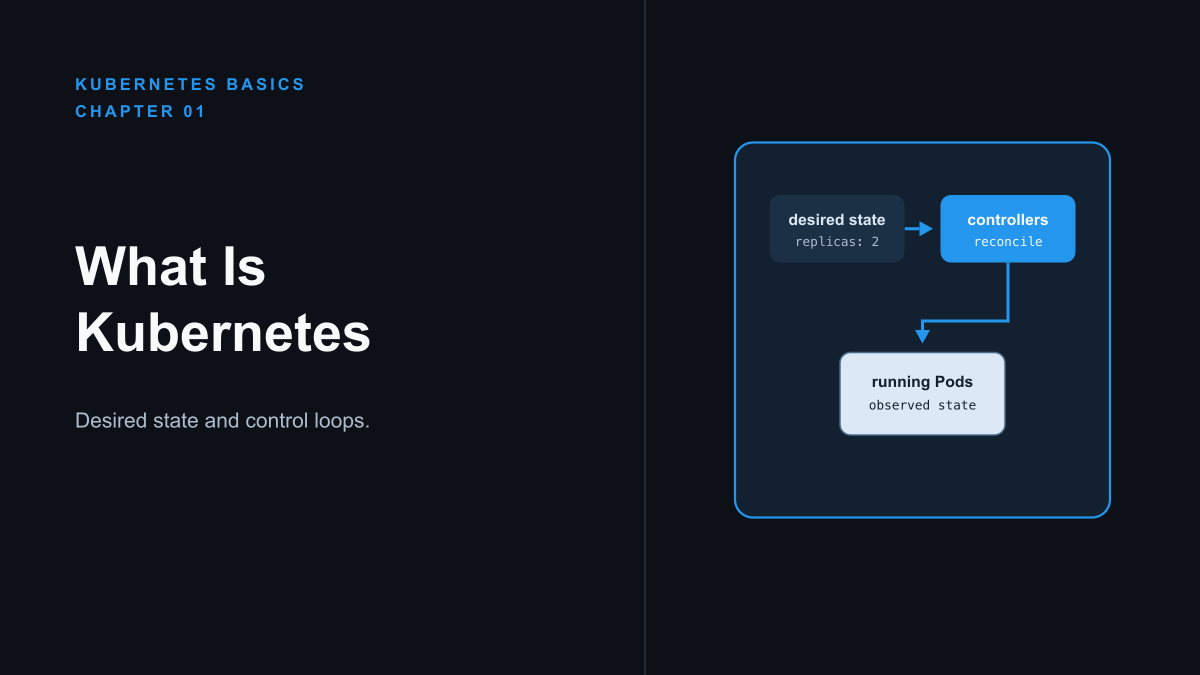 KUBERNETES BASICS
CHAPTER 01
What Is
Kubernetes
Desired state and control loops.
desired state
replicas: 2
controllers
reconcile
running Pods
observed state